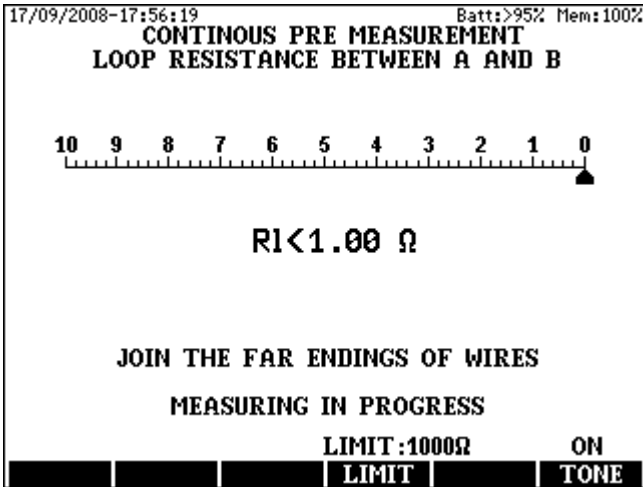 17/09/2008-17:56:19 Batt:>95% Mem:100%
CONTINOUS PRE MEASUREMENT
LOOP RESISTANCE BETWEEN A AND B
10 9 8 7 6 5 4 3 2 1 0
Rl<1.00 Ω
JOIN THE FAR ENDINGS OF WIRES
MEASURING IN PROGRESS
LIMIT:1000Ω ON
LIMIT TONE